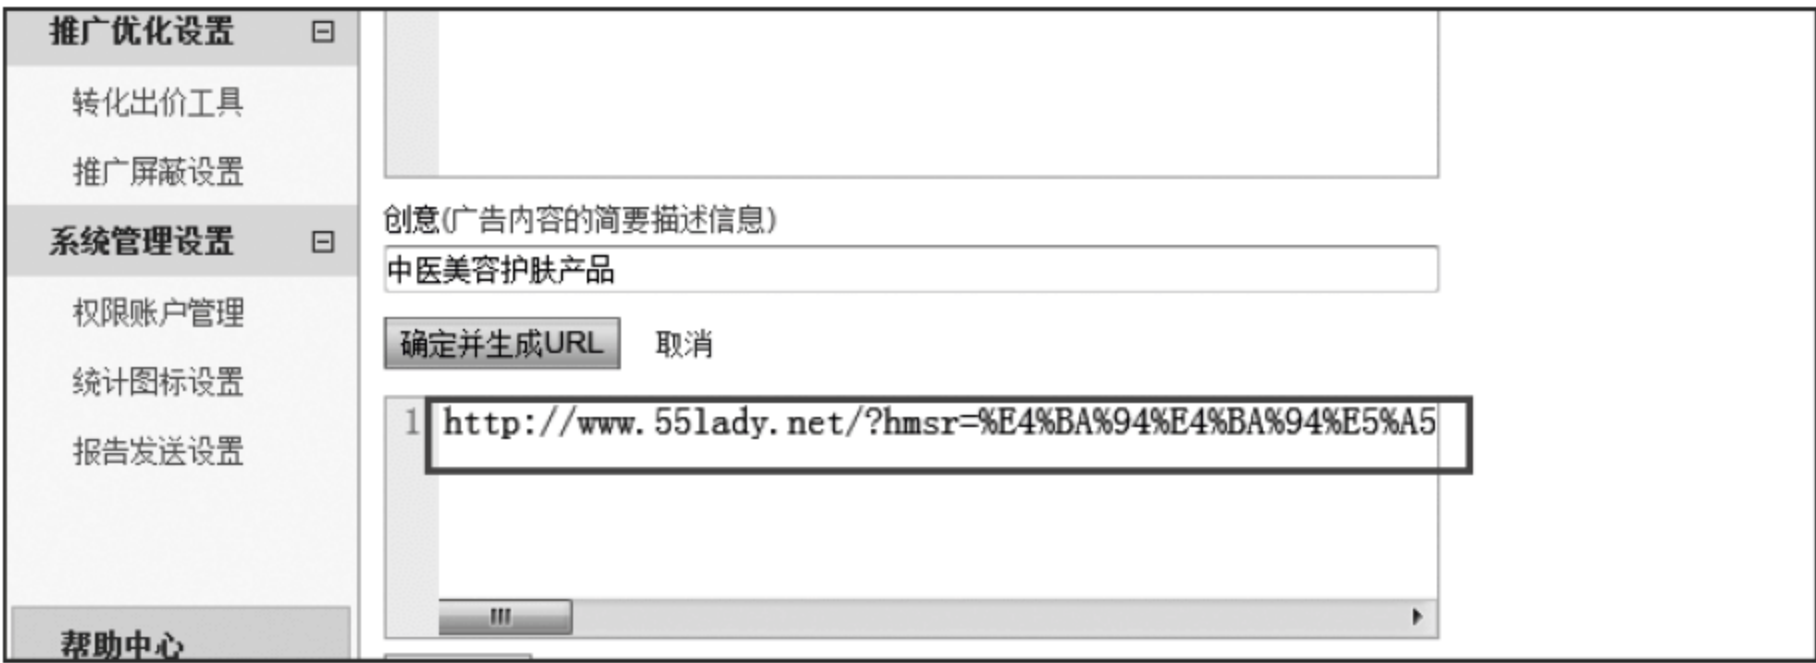 推广优化设置
转化出价工具
推广屏蔽设置
系统管理设置
权限账户管理
统计图标设置
报告发送设置
帮助中心
创意(广告内容的简要描述信息)
中医美容护肤产品
确定并生成URL 取消
1 http://www.55lady.net/?hmsr=%E4%BA%94%E4%BA%94%E5%A5